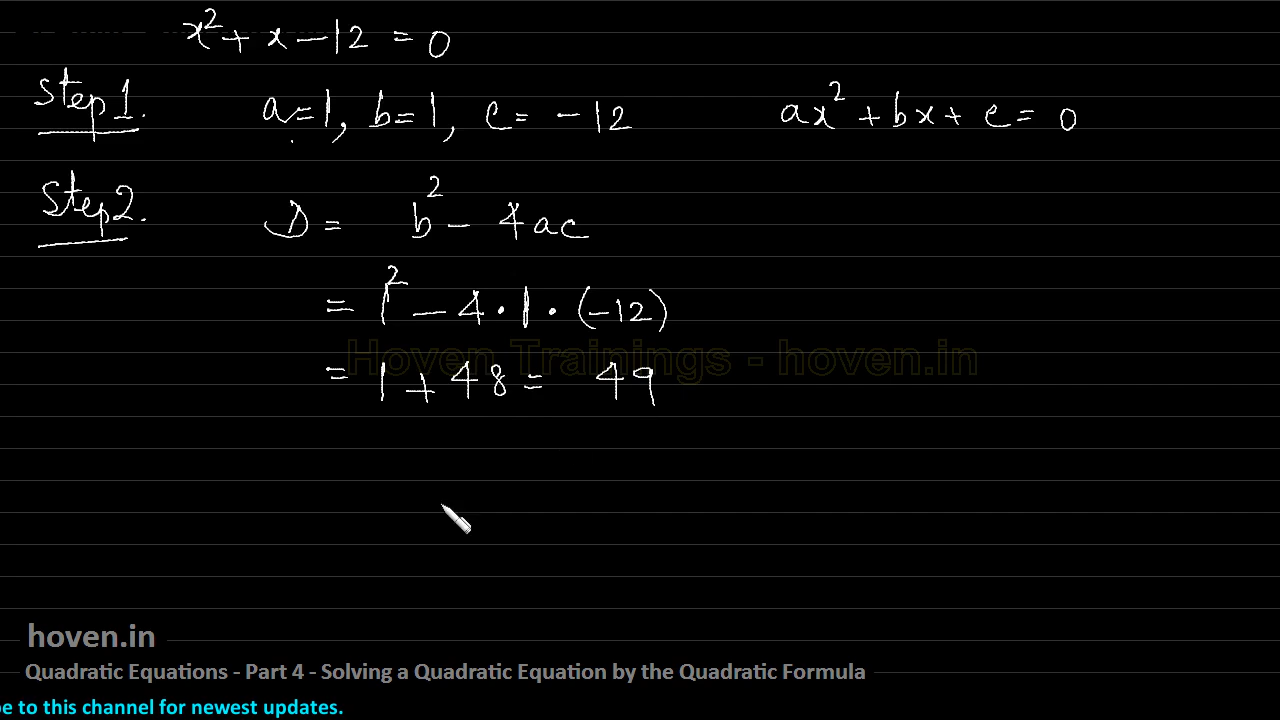 x² + x - 12 = 0
Step 1. a=1, b=1, c= -12 ax² + bx + c = 0
Step 2. D = b² - 4ac
= 1² - 4·1·(-12)
Hoven Trainings - hoven.in
= 1 + 48 = 49
hoven.in
Quadratic Equations - Part 4 - Solving a Quadratic Equation by the Quadratic Formula
be to this channel for newest updates.